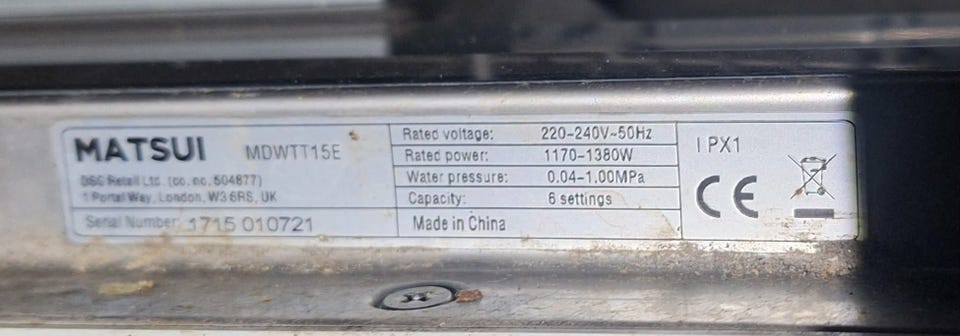 MATSUI MDWTT15E
DSG Retail Ltd. (co. no. 504877)
1 Portal Way, London, W3 6RS, UK
Serial Number: 1715 010721
Rated voltage: 220-240V~50Hz
Rated power: 1170-1380W
Water pressure: 0.04-1.00MPa
Capacity: 6 settings
Made in China
IPX1
CE